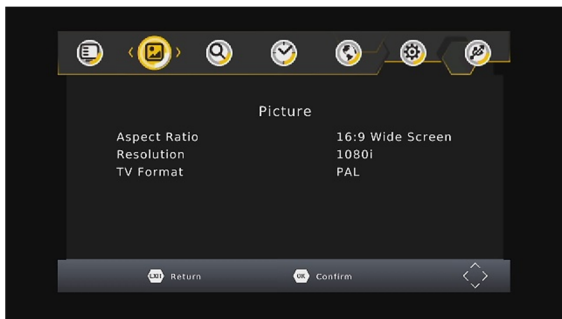 Picture
Aspect Ratio 16:9 Wide Screen
Resolution 1080i
TV Format PAL
EXIT Return OK Confirm